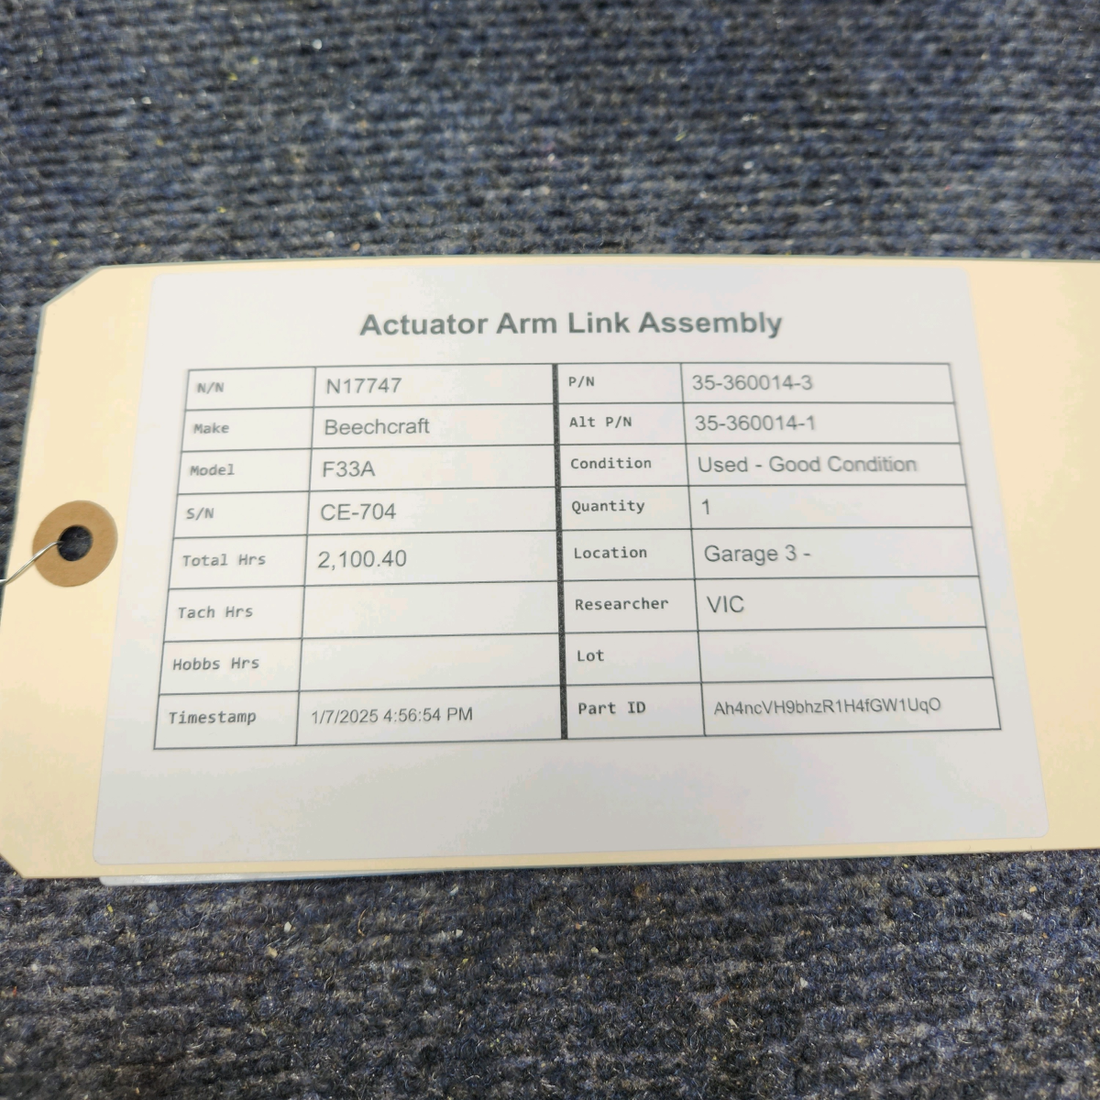 Actuator Arm Link Assembly
N/N N17747 P/N 35-360014-3
Make Beechcraft Alt P/N 35-360014-1
Model F33A Condition Used - Good Condition
S/N CE-704 Quantity 1
Total Hrs 2,100.40 Location Garage 3 -
Tach Hrs Researcher VIC
Hobbs Hrs Lot
Timestamp 1/7/2025 4:56:54 PM Part ID Ah4ncVH9bhzR1H4fGW1UqO